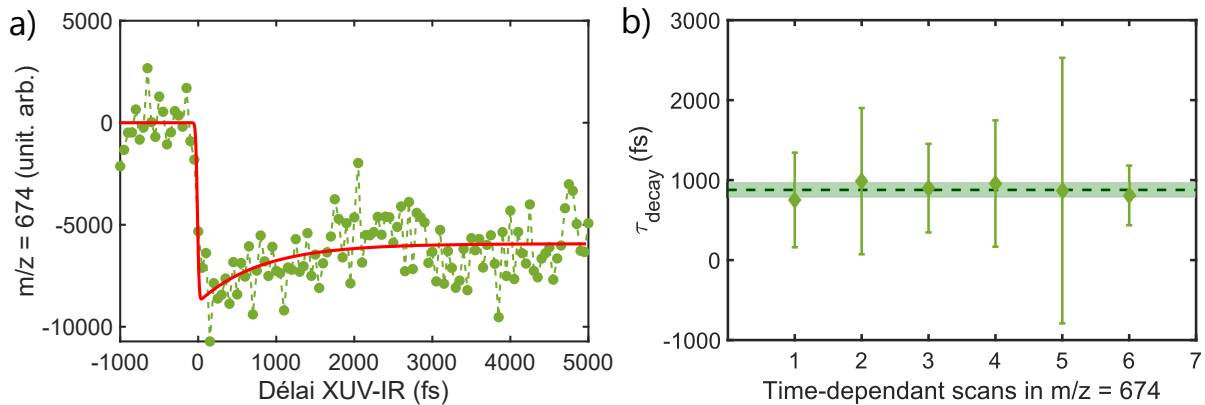 a)
m/z = 674 (unit. arb.)
5000
0
-5000
-10000
-1000 0 1000 2000 3000 4000 5000
Délai XUV-IR (fs)
b)
τdecay (fs)
3000
2000
1000
0
-1000
1 2 3 4 5 6 7
Time-dependant scans in m/z = 674